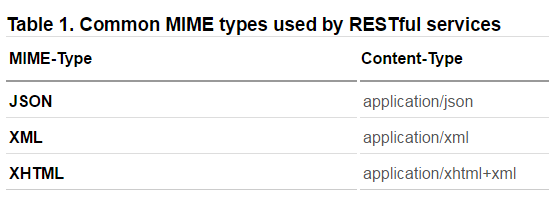 Table 1. Common MIME types used by RESTful services
MIME-Type Content-Type
JSON application/json
XML application/xml
XHTML application/xhtml+xml